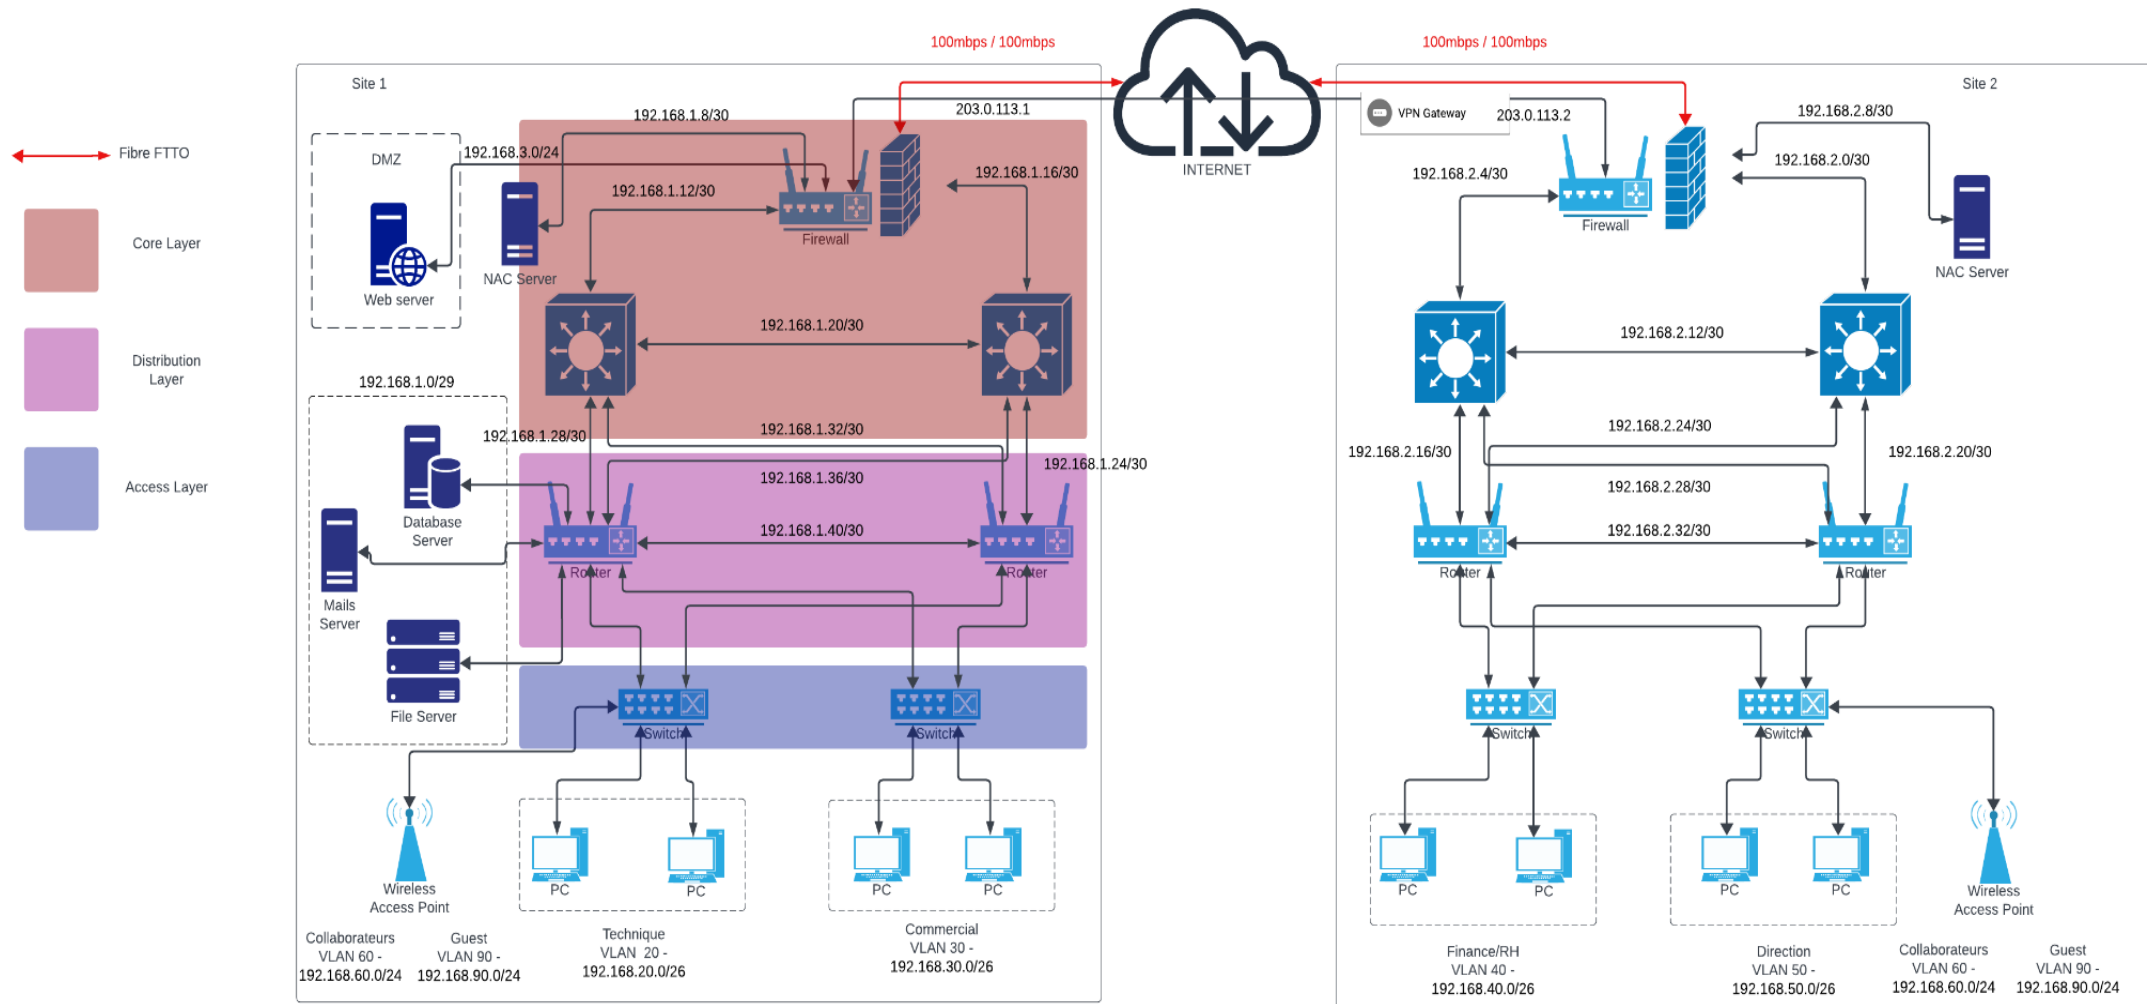 100mbps / 100mbps
100mbps / 100mbps
Site 1
Site 2
INTERNET
VPN Gateway
203.0.113.1
203.0.113.2
Fibre FTTO
Core Layer
Distribution
Layer
Access Layer
DMZ
Web server
192.168.3.0/24
192.168.1.8/30
NAC Server
192.168.1.12/30
192.168.1.16/30
Firewall
192.168.1.20/30
192.168.1.0/29
192.168.1.28/30
192.168.1.32/30
192.168.1.24/30
192.168.1.36/30
192.168.1.40/30
Database
Server
Mails
Server
File Server
Router
Router
Switch
Switch
Wireless
Access Point
PC
PC
PC
PC
Collaborateurs
VLAN 60 -
192.168.60.0/24
Guest
VLAN 90 -
192.168.90.0/24
Technique
VLAN 20 -
192.168.20.0/26
Commercial
VLAN 30 -
192.168.30.0/26
192.168.2.8/30
192.168.2.0/30
192.168.2.4/30
Firewall
NAC Server
192.168.2.12/30
192.168.2.24/30
192.168.2.16/30
192.168.2.20/30
192.168.2.28/30
192.168.2.32/30
Router
Router
Switch
Switch
PC
PC
PC
PC
Wireless
Access Point
Finance/RH
VLAN 40 -
192.168.40.0/26
Direction
VLAN 50 -
192.168.50.0/26
Collaborateurs
VLAN 60 -
192.168.60.0/24
Guest
VLAN 90 -
192.168.90.0/24